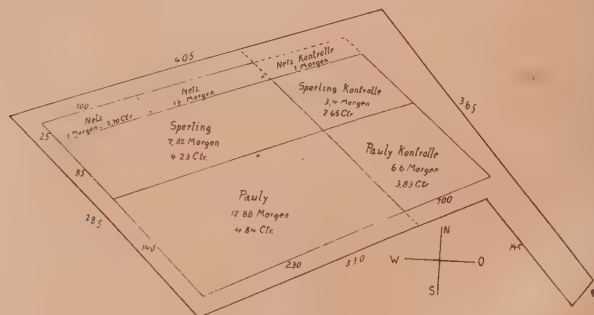 405
Netz Kontrolle
1 Morgen
100
Netz
Morgen
Netz
1 Morgen 2.70 Ctr.
25
365
Sperling Kontrolle
3,4 Morgen
2.65 Ctr
Sperling
7,82 Morgen
4.23 Ctr.
85
285
Pauly Kontrolle
6.6 Morgen
3,83 Ctr
Pauly
12.88 Morgen
4.84 Ctr.
140
100
230
330
145
N
W
O
S